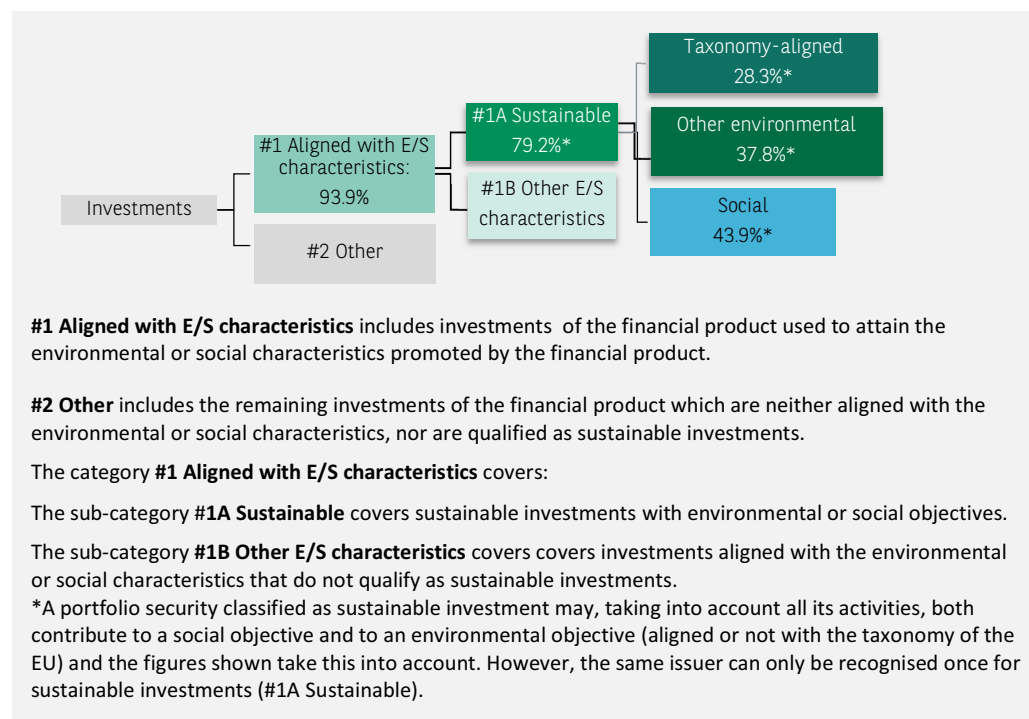 Investments
#1 Aligned with E/S
characteristics:
93.9%
#2 Other
#1A Sustainable
79.2%*
#1B Other E/S
characteristics
Taxonomy-aligned
28.3%*
Other environmental
37.8%*
Social
43.9%*
#1 Aligned with E/S characteristics includes investments of the financial product used to attain the
environmental or social characteristics promoted by the financial product.
#2 Other includes the remaining investments of the financial product which are neither aligned with the
environmental or social characteristics, nor are qualified as sustainable investments.
The category #1 Aligned with E/S characteristics covers:
The sub-category #1A Sustainable covers sustainable investments with environmental or social objectives.
The sub-category #1B Other E/S characteristics covers covers investments aligned with the environmental
or social characteristics that do not qualify as sustainable investments.
*A portfolio security classified as sustainable investment may, taking into account all its activities, both
contribute to a social objective and to an environmental objective (aligned or not with the taxonomy of the
EU) and the figures shown take this into account. However, the same issuer can only be recognised once for
sustainable investments (#1A Sustainable).